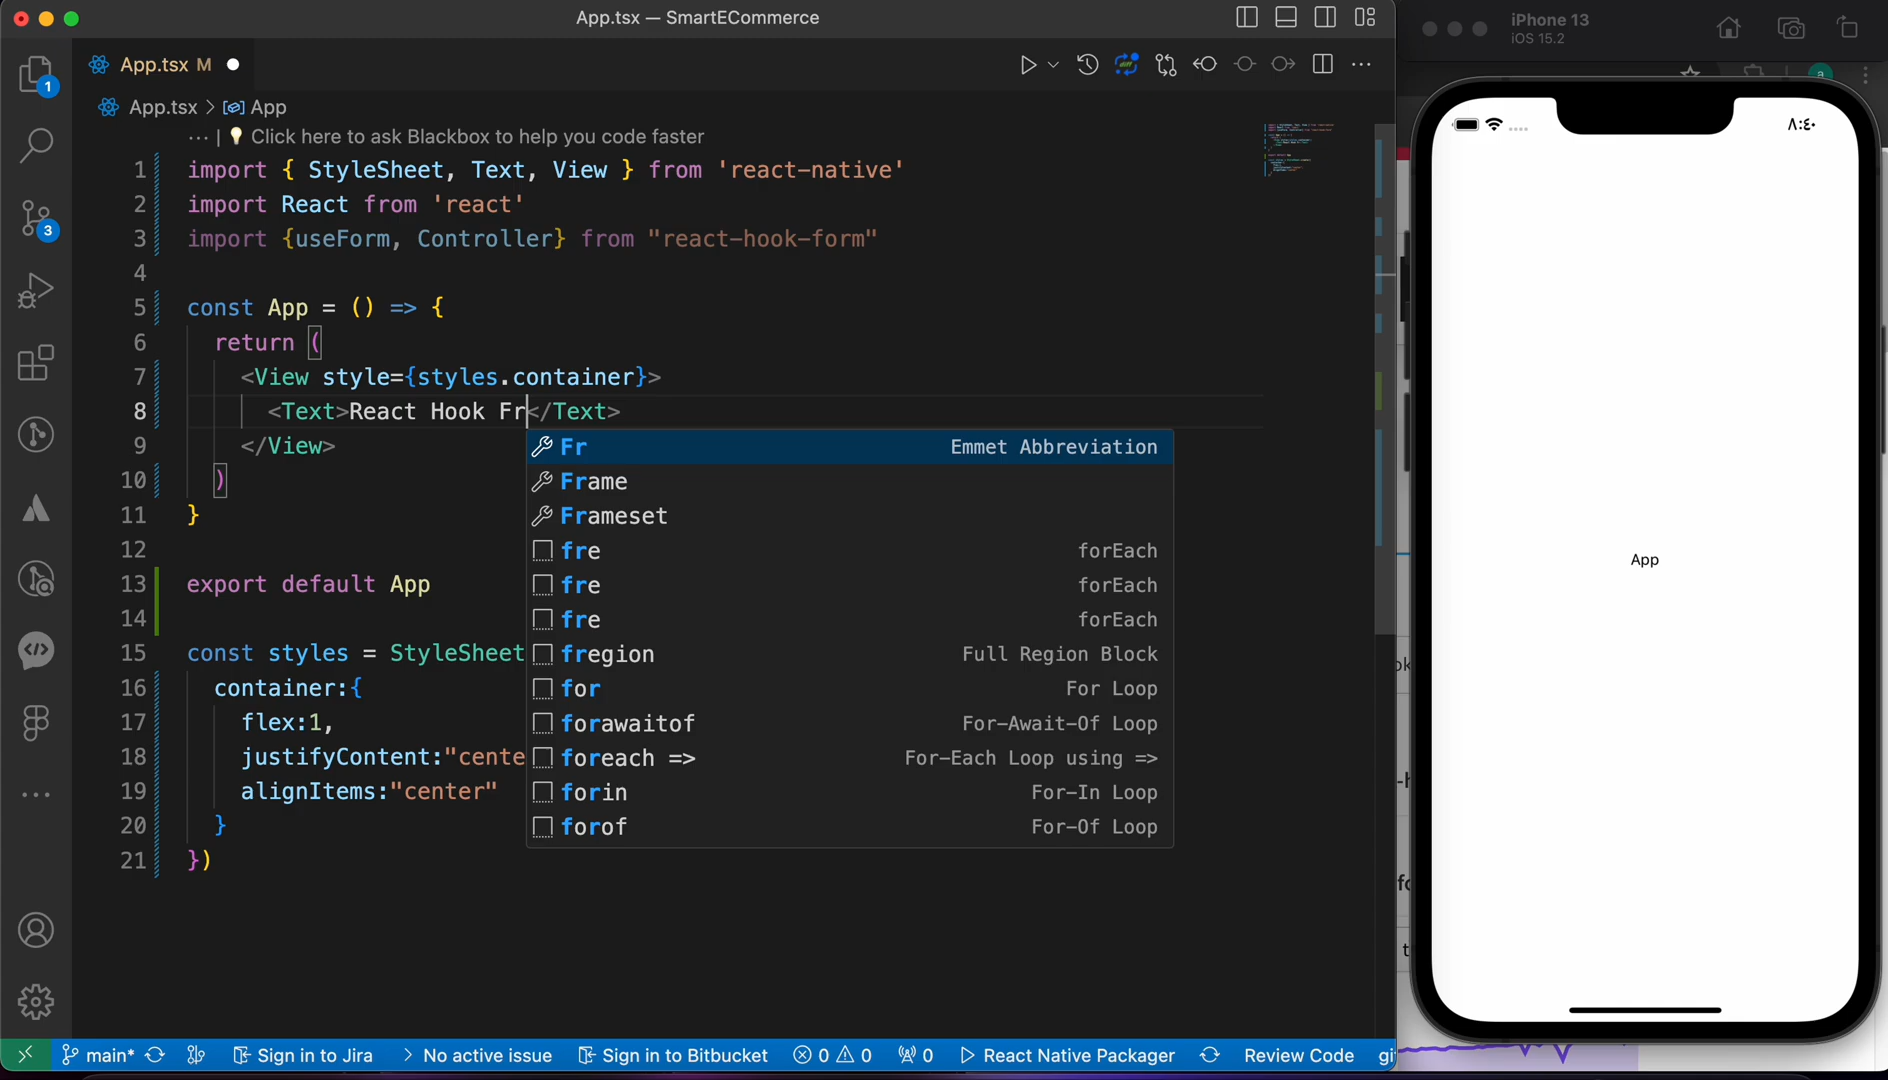 App.tsx — SmartECommerce
App.tsx M
App.tsx > App
Click here to ask Blackbox to help you code faster
1 import { StyleSheet, Text, View } from 'react-native'
2 import React from 'react'
3 import {useForm, Controller} from "react-hook-form"
4
5 const App = () => {
6 return (
7 <View style={styles.container}>
8 <Text>React Hook Fr</Text>
9 </View>
10 )
11 }
12
13 export default App
14
15 const styles = StyleSheet
16 container:{
17 flex:1,
18 justifyContent:"cente
19 alignItems:"center"
20 }
21 })
Fr Emmet Abbreviation
Frame
Frameset
fre forEach
fre forEach
fre forEach
fregion Full Region Block
for For Loop
forawaitof For-Await-Of Loop
foreach => For-Each Loop using =>
forin For-In Loop
forof For-Of Loop
1
3
main* Sign in to Jira > No active issue Sign in to Bitbucket 0 0 0 React Native Packager Review Code gi
iPhone 13
iOS 15.2
a
٨:٤٠
App